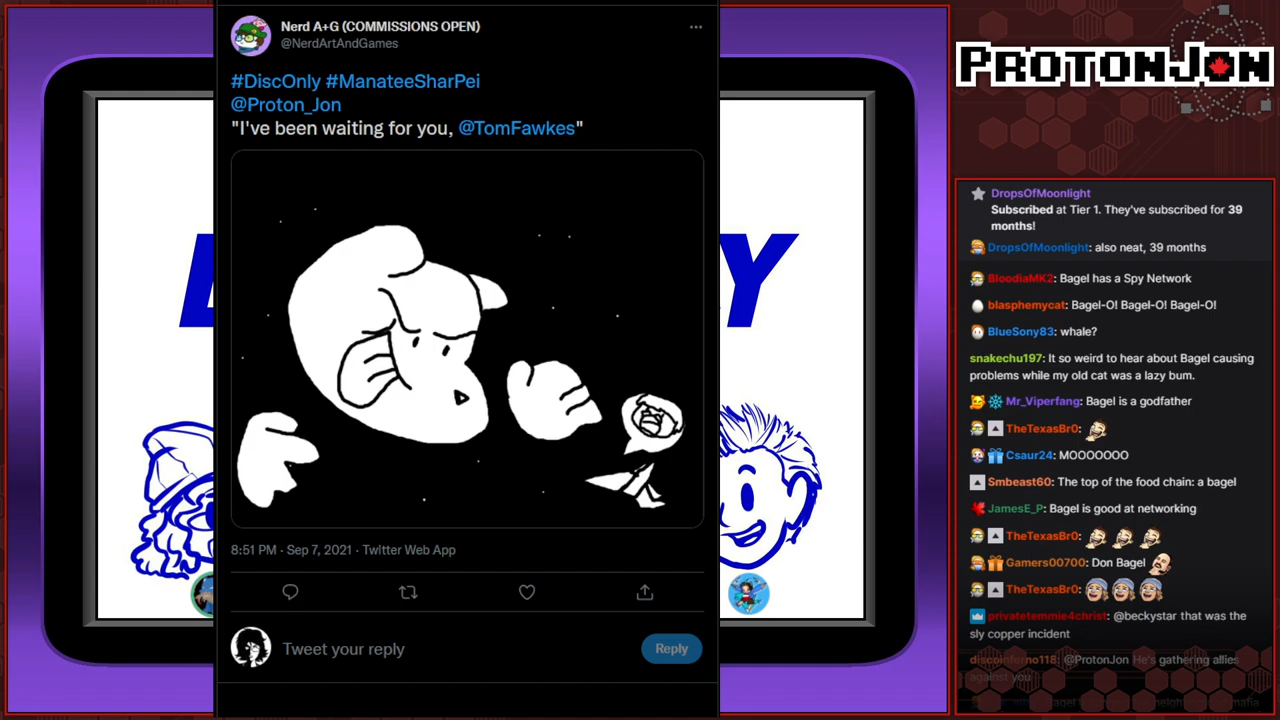 Nerd A+G (COMMISSIONS OPEN)
@NerdArtAndGames
#DiscOnly #ManateeSharPei
@Proton_Jon
"I've been waiting for you, @TomFawkes"
8:51 PM · Sep 7, 2021 · Twitter Web App
Tweet your reply
Reply
Y
PROTONJON
DropsOfMoonlight
Subscribed at Tier 1. They've subscribed for 39
months!
DropsOfMoonlight: also neat, 39 months
BloodiaMK2: Bagel has a Spy Network
blasphemycat: Bagel-O! Bagel-O! Bagel-O!
BlueSony83: whale?
snakechu197: It so weird to hear about Bagel causing
problems while my old cat was a lazy bum.
Mr_Viperfang: Bagel is a godfather
TheTexasBr0:
Csaur24: MOOOOOOO
Smbeast60: The top of the food chain: a bagel
JamesE_P: Bagel is good at networking
TheTexasBr0:
Gamers00700: Don Bagel
TheTexasBr0:
privatetemmie4christ: @beckystar that was the
sly copper incident
discoinferno118: @ProtonJon He's gathering allies
against you